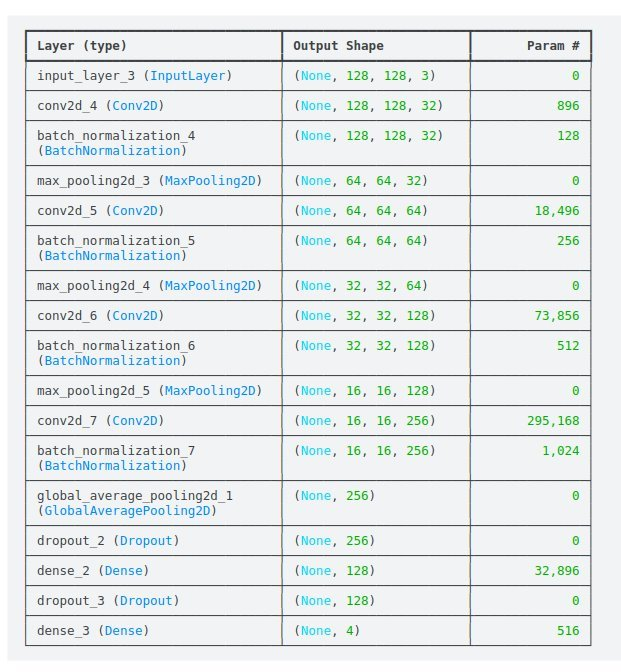 Layer (type) Output Shape Param #
input_layer_3 (InputLayer) (None, 128, 128, 3) 0
conv2d_4 (Conv2D) (None, 128, 128, 32) 896
batch_normalization_4 (None, 128, 128, 32) 128
(BatchNormalization)
max_pooling2d_3 (MaxPooling2D) (None, 64, 64, 32) 0
conv2d_5 (Conv2D) (None, 64, 64, 64) 18,496
batch_normalization_5 (None, 64, 64, 64) 256
(BatchNormalization)
max_pooling2d_4 (MaxPooling2D) (None, 32, 32, 64) 0
conv2d_6 (Conv2D) (None, 32, 32, 128) 73,856
batch_normalization_6 (None, 32, 32, 128) 512
(BatchNormalization)
max_pooling2d_5 (MaxPooling2D) (None, 16, 16, 128) 0
conv2d_7 (Conv2D) (None, 16, 16, 256) 295,168
batch_normalization_7 (None, 16, 16, 256) 1,024
(BatchNormalization)
global_average_pooling2d_1 (None, 256) 0
(GlobalAveragePooling2D)
dropout_2 (Dropout) (None, 256) 0
dense_2 (Dense) (None, 128) 32,896
dropout_3 (Dropout) (None, 128) 0
dense_3 (Dense) (None, 4) 516